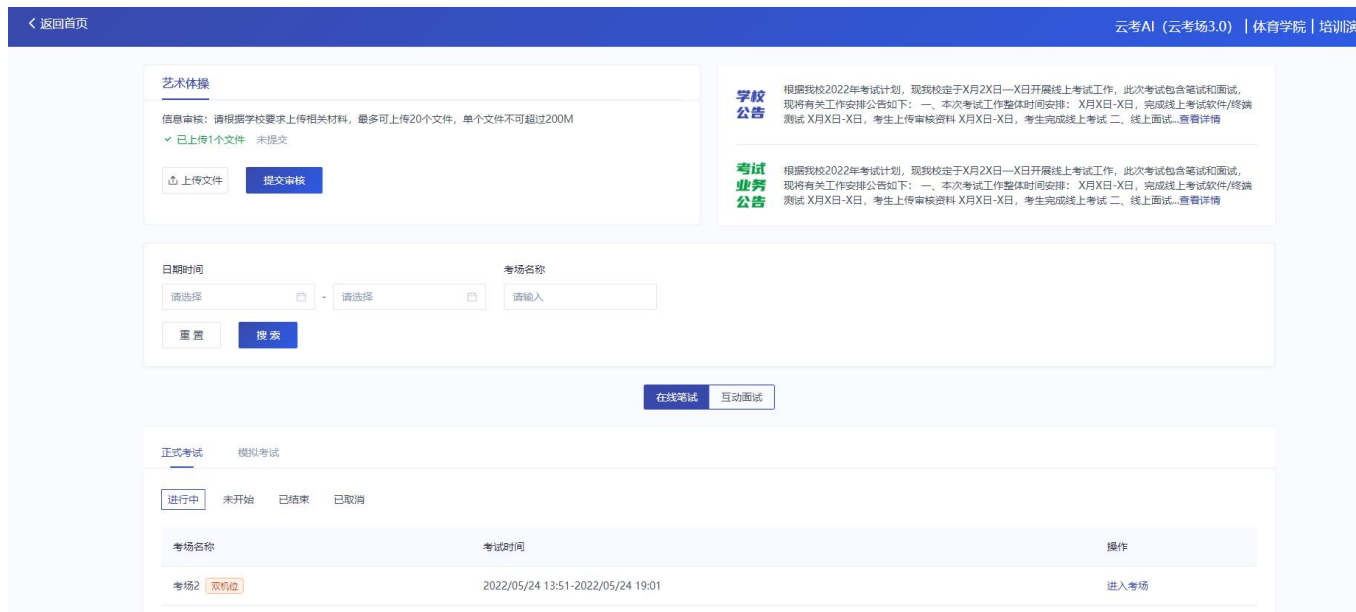 返回首页
云考AI（云考场3.0） | 体育学院 | 培训演
艺术体操
信息审核：请根据学校要求上传相关材料，最多可上传20个文件，单个文件不可超过200M
已上传1个文件 未提交
上传文件 提交审核
学校
公告
根据我校2022年考试计划，现我校定于X月2X日—X日开展线上考试工作，此次考试包含笔试和面试，
现将有关工作安排公告如下： 一、本次考试工作整体时间安排： X月X日-X日，完成线上考试软件/终端
测试 X月X日-X日，考生上传审核资料 X月X日-X日，考生完成线上考试 二、线上面试...查看详情
考试
业务
公告
根据我校2022年考试计划，现我校定于X月2X日—X日开展线上考试工作，此次考试包含笔试和面试，
现将有关工作安排公告如下： 一、本次考试工作整体时间安排： X月X日-X日，完成线上考试软件/终端
测试 X月X日-X日，考生上传审核资料 X月X日-X日，考生完成线上考试 二、线上面试...查看详情
日期时间 考场名称
请选择 - 请选择 请输入
重置 搜索
在线笔试 互动面试
正式考试 模拟考试
进行中 未开始 已结束 已取消
考场名称 考试时间 操作
考场2 双机位 2022/05/24 13:51-2022/05/24 19:01 进入考场